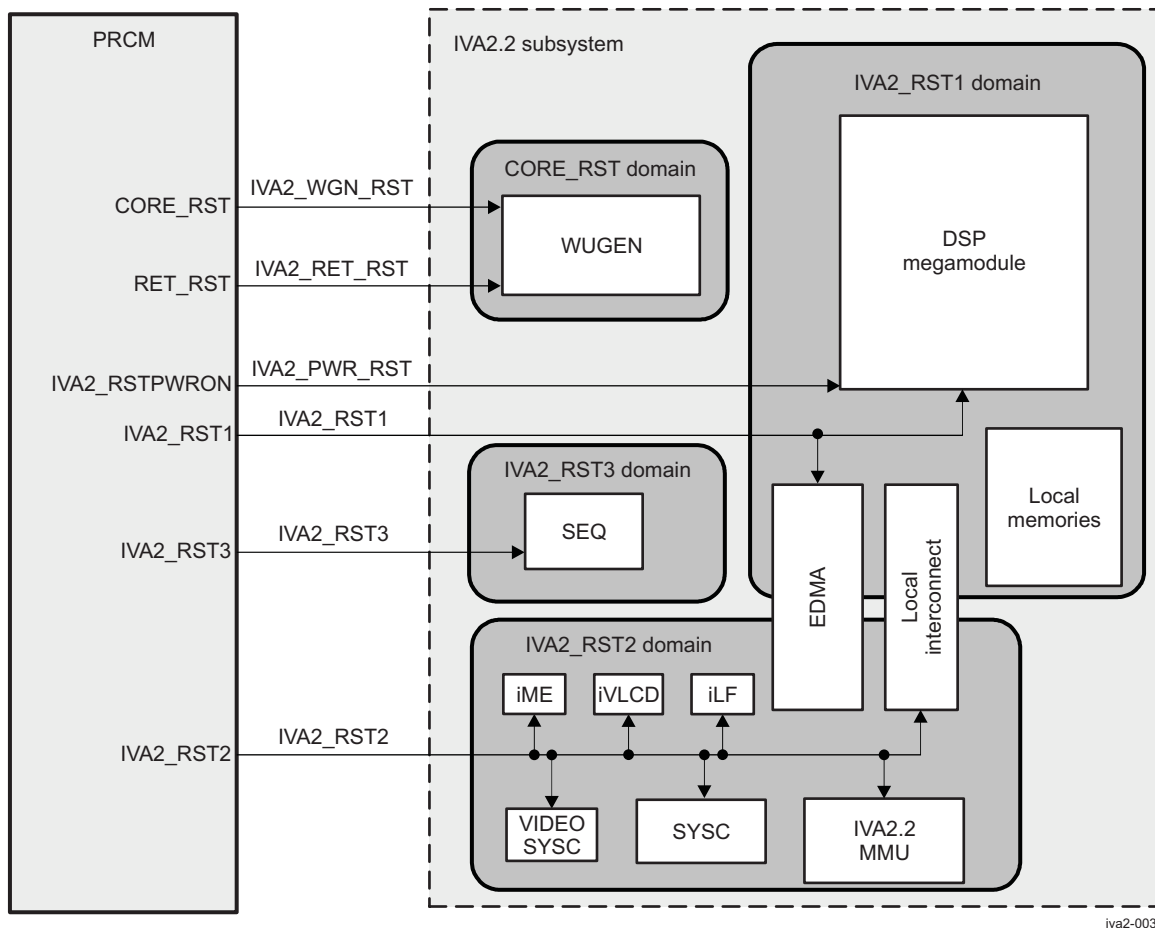 PRCM
IVA2.2 subsystem
IVA2_RST1 domain
DSP
megamodule
CORE_RST domain
WUGEN
IVA2_WGN_RST
CORE_RST
IVA2_RET_RST
RET_RST
IVA2_PWR_RST
IVA2_RSTPWRON
IVA2_RST1
IVA2_RST1
IVA2_RST3 domain
SEQ
IVA2_RST3
IVA2_RST3
Local
memories
EDMA
Local
interconnect
IVA2_RST2 domain
iME
iVLCD
iLF
IVA2_RST2
IVA2_RST2
VIDEO
SYSC
SYSC
IVA2.2
MMU
iva2-003